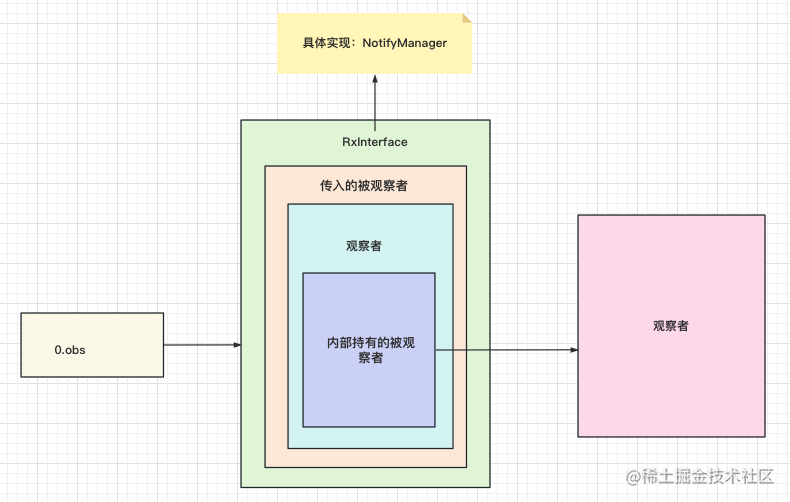 具体实现：NotifyManager
RxInterface
传入的被观察者
观察者
内部持有的被观
察者
0.obs
观察者
@稀土掘金技术社区